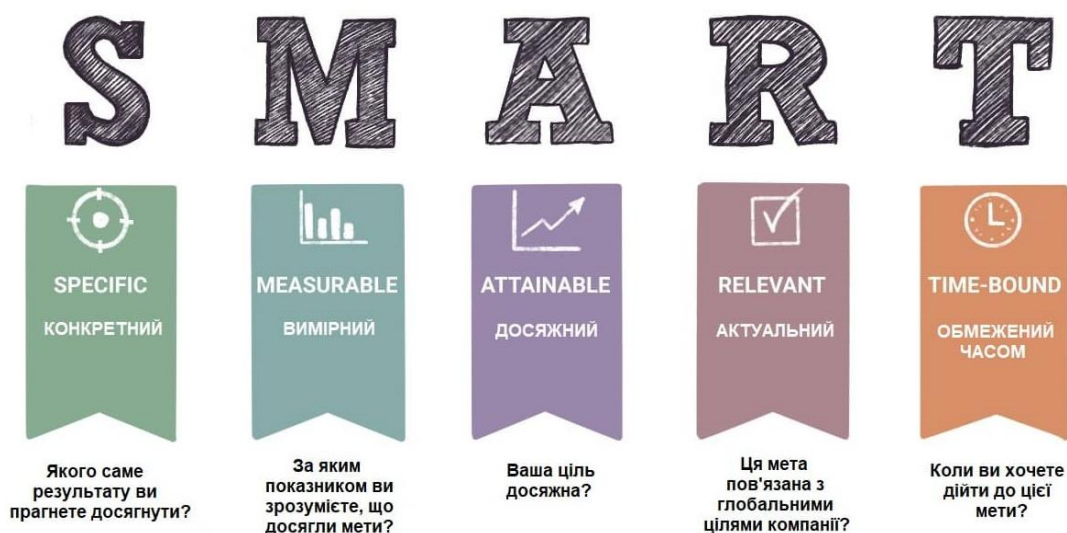 S M A R T
SPECIFIC
КОНКРЕТНИЙ
Якого саме
результату ви
прагнете досягнути?
MEASURABLE
ВИМІРНИЙ
За яким
показником ви
зрозумієте, що
досягли мети?
ATTAINABLE
ДОСЯЖНИЙ
Ваша ціль
досяжна?
RELEVANT
АКТУАЛЬНИЙ
Ця мета
пов'язана з
глобальними
цілями компанії?
TIME-BOUND
ОБМЕЖЕНИЙ
ЧАСОМ
Коли ви хочете
дійти до цієї
мети?